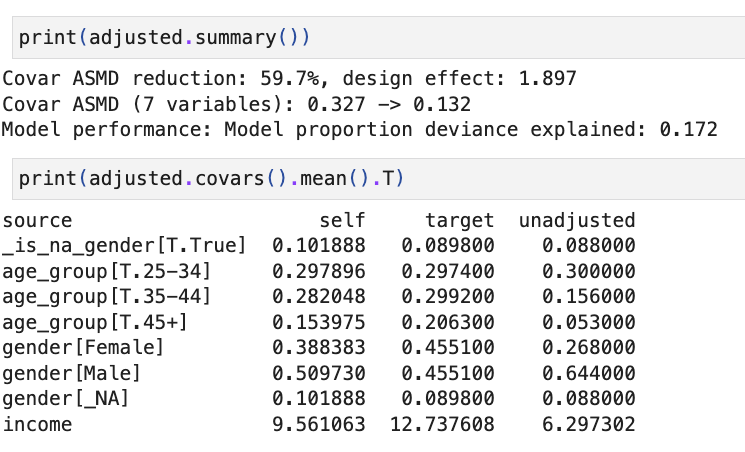 print(adjusted.summary())
Covar ASMD reduction: 59.7%, design effect: 1.897
Covar ASMD (7 variables): 0.327 -> 0.132
Model performance: Model proportion deviance explained: 0.172
print(adjusted.covars().mean().T)
source                      self     target  unadjusted
_is_na_gender[T.True]  0.101888   0.089800    0.088000
age_group[T.25-34]     0.297896   0.297400    0.300000
age_group[T.35-44]     0.282048   0.299200    0.156000
age_group[T.45+]       0.153975   0.206300    0.053000
gender[Female]         0.388383   0.455100    0.268000
gender[Male]           0.509730   0.455100    0.644000
gender[_NA]            0.101888   0.089800    0.088000
income                 9.561063  12.737608    6.297302